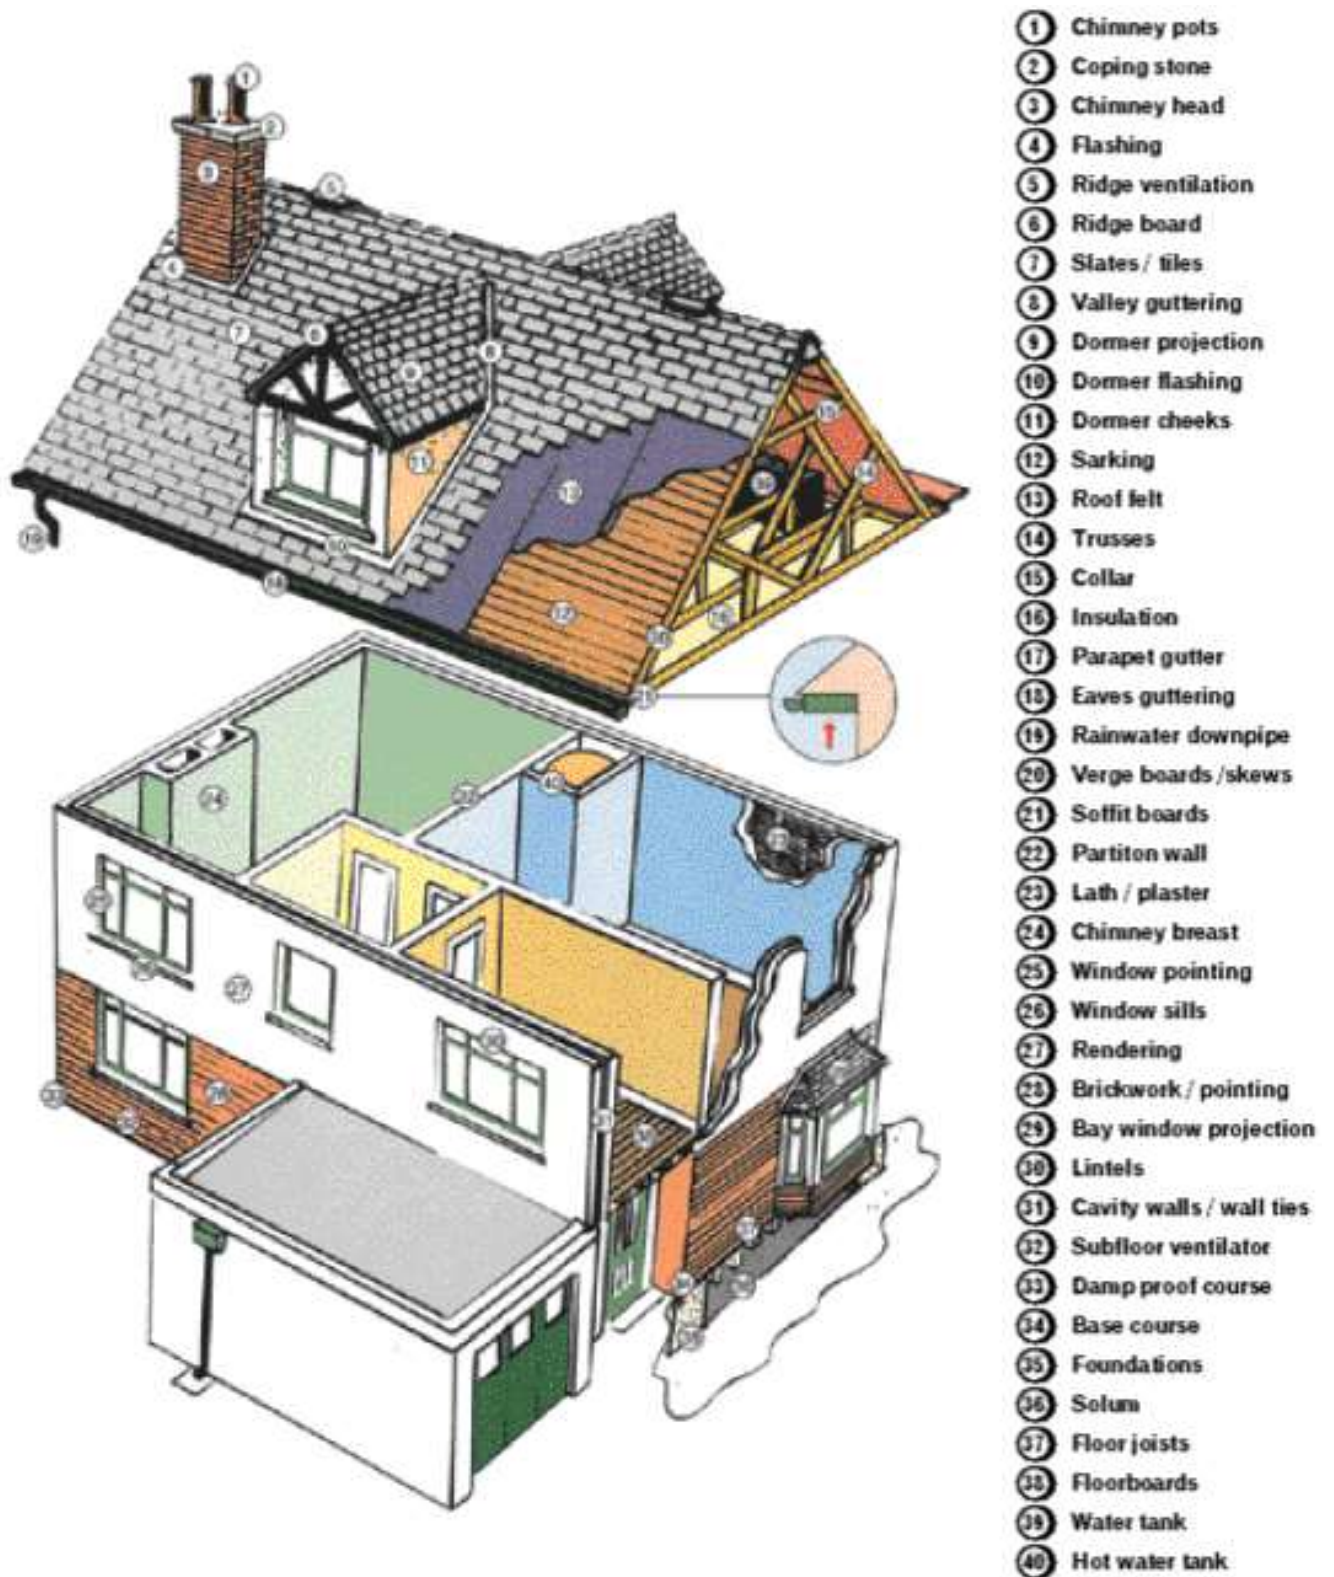 1 Chimney pots
2 Coping stone
3 Chimney head
4 Flashing
5 Ridge ventilation
6 Ridge board
7 Slates / tiles
8 Valley guttering
9 Dormer projection
10 Dormer flashing
11 Dormer cheeks
12 Sarking
13 Roof felt
14 Trusses
15 Collar
16 Insulation
17 Parapet gutter
18 Eaves guttering
19 Rainwater downpipe
20 Verge boards /skews
21 Soffit boards
22 Partiton wall
23 Lath / plaster
24 Chimney breast
25 Window pointing
26 Window sills
27 Rendering
28 Brickwork / pointing
29 Bay window projection
30 Lintels
31 Cavity walls / wall ties
32 Subfloor ventilator
33 Damp proof course
34 Base course
35 Foundations
36 Solum
37 Floor joists
38 Floorboards
39 Water tank
40 Hot water tank